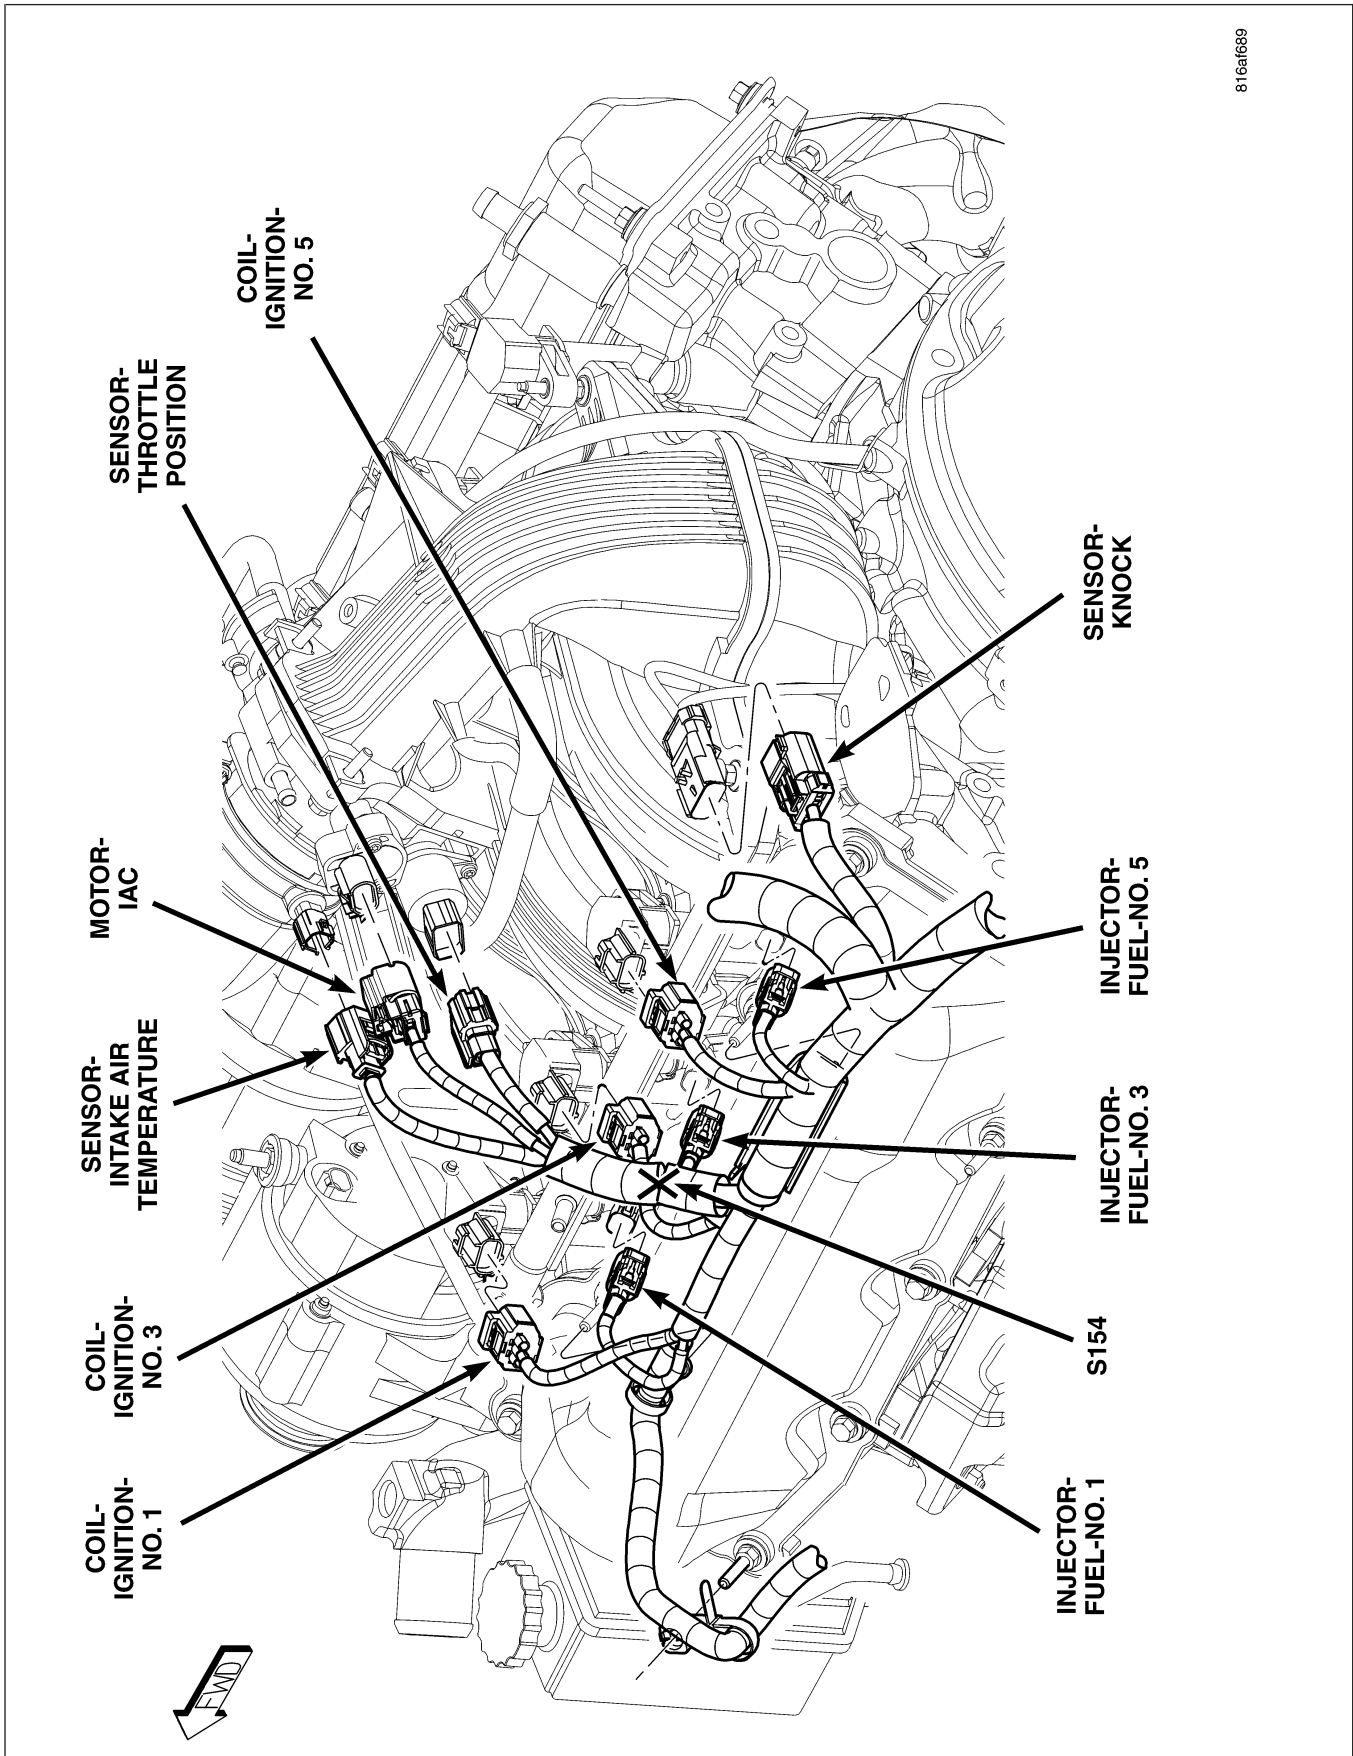 COIL-
IGNITION-
NO. 1
COIL-
IGNITION-
NO. 3
SENSOR-
INTAKE AIR
TEMPERATURE
MOTOR-
IAC
SENSOR-
THROTTLE
POSITION
COIL-
IGNITION-
NO. 5
FWD
INJECTOR-
FUEL-NO. 1
S154
INJECTOR-
FUEL-NO. 3
INJECTOR-
FUEL-NO. 5
SENSOR-
KNOCK
816af689